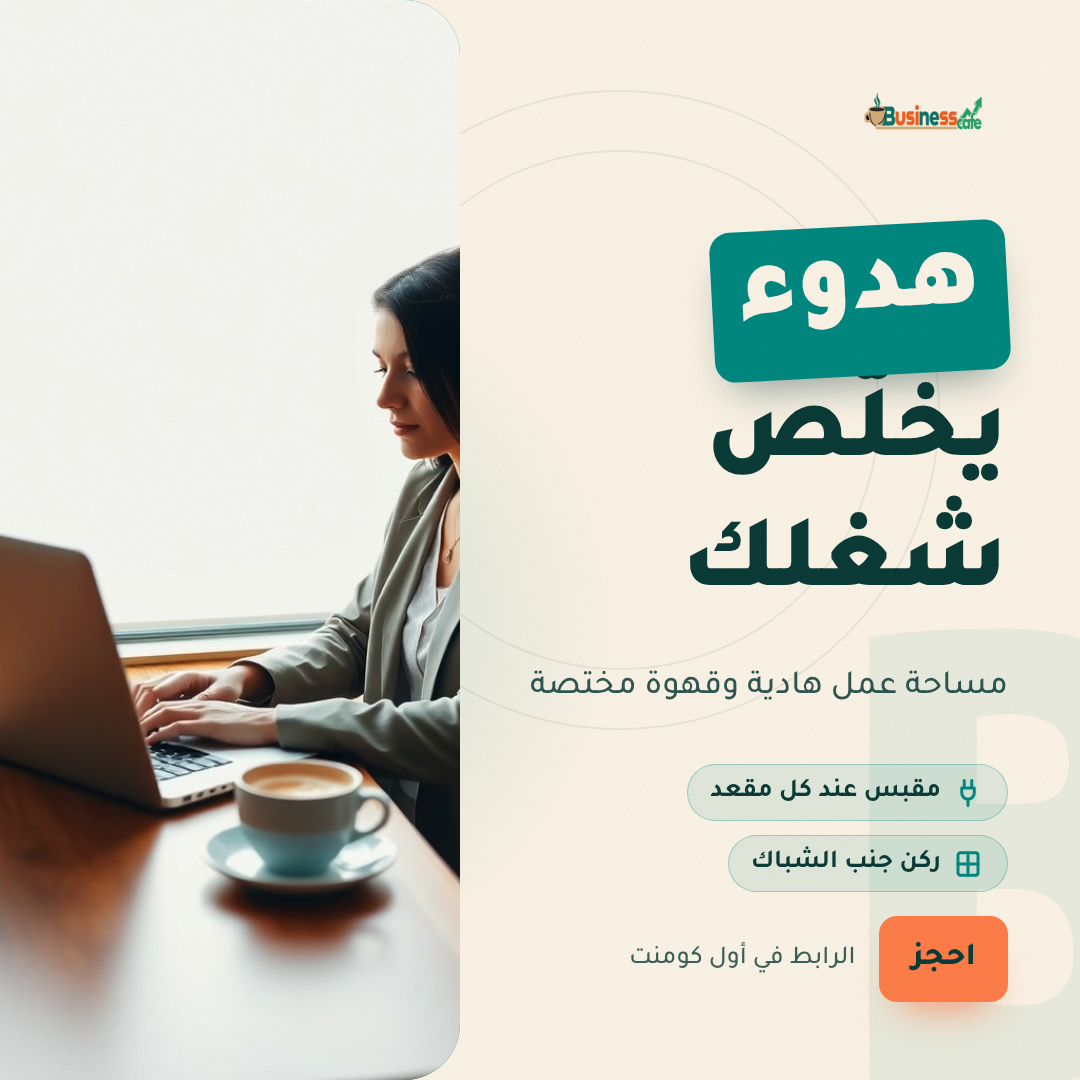 Business cafe
هدوء
يخلّص
شغلك
مساحة عمل هادية وقهوة مختصة
مقبس عند كل مقعد
ركن جنب الشباك
احجز
الرابط في أول كومنت
B